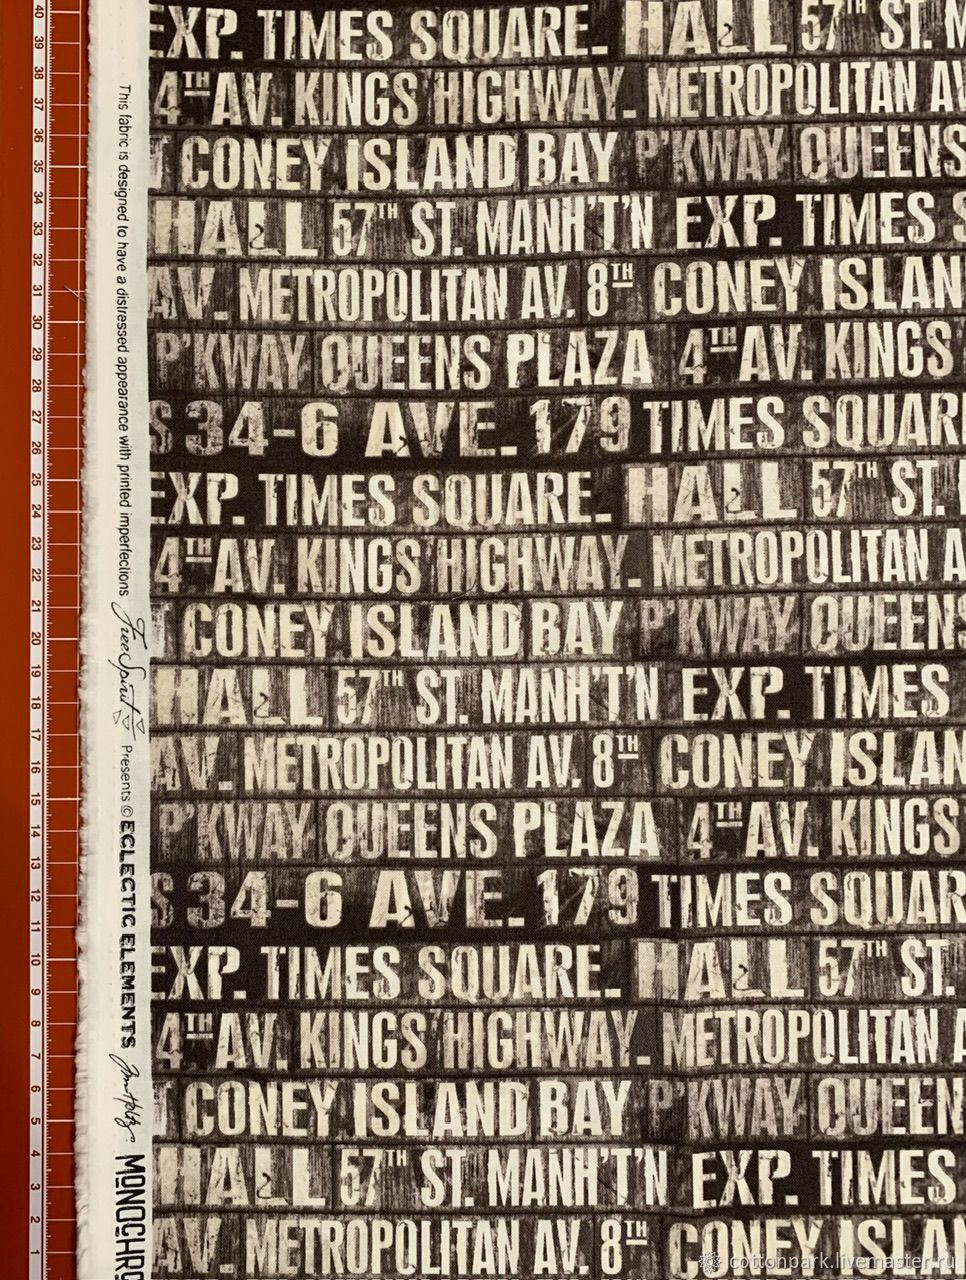 EXP. TIMES SQUARE. HALL 57TH ST.
4TH AV. KINGS HIGHWAY. METROPOLITAN AV
CONEY ISLAND BAY P'KWAY QUEENS
HALL 57TH ST. MANH'T'N EXP. TIMES S
AV. METROPOLITAN AV. 8TH CONEY ISLAN
P'KWAY QUEENS PLAZA 4TH AV. KINGS
S 34-6 AVE. 179 TIMES SQUAR
EXP. TIMES SQUARE. HALL 57TH ST.
4TH AV. KINGS HIGHWAY. METROPOLITAN A
CONEY ISLAND BAY P'KWAY QUEENS
HALL 57TH ST. MANH'T'N EXP. TIMES
AV. METROPOLITAN AV. 8TH CONEY ISLAN
P'KWAY QUEENS PLAZA 4TH AV. KINGS
S 34-6 AVE. 179 TIMES SQUAR
EXP. TIMES SQUARE. HALL 57TH ST.
4TH AV. KINGS HIGHWAY. METROPOLITAN A
CONEY ISLAND BAY P'KWAY QUEEN
HALL 57TH ST. MANH'T'N EXP. TIMES
AV. METROPOLITAN AV. 8TH CONEY ISLAN
This fabric is designed to have a distressed appearance with printed imperfections. FreeSpirit Presents © ECLECTIC ELEMENTS Tim Holtz MONOCHRO
40 39 38 37 36 35 34 33 32 31 30 29 28 27 26 25 24 23 22 21 20 19 18 17 16 15 14 13 12 11 10 9 8 7 6 5 4 3 2 1
cottonpark.livemaster.ru